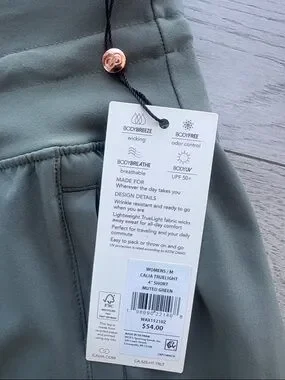 BODYBREEZE
wicking
BODYFREE
odor control
BODYBREATHE
breathable
BODYUV
UPF 50+
MADE FOR
Wherever the day takes you
DESIGN DETAILS
Wrinkle resistant and ready to go
when you are
Lightweight TrueLight fabric wicks
away sweat for all-day comfort
Perfect for traveling and your daily
commute
Easy to pack or throw on and go
WOMENS / M
CALIA TRUELIGHT
4" SHORT
MUTED GREEN
$54.00
FSC
CALIA.COM